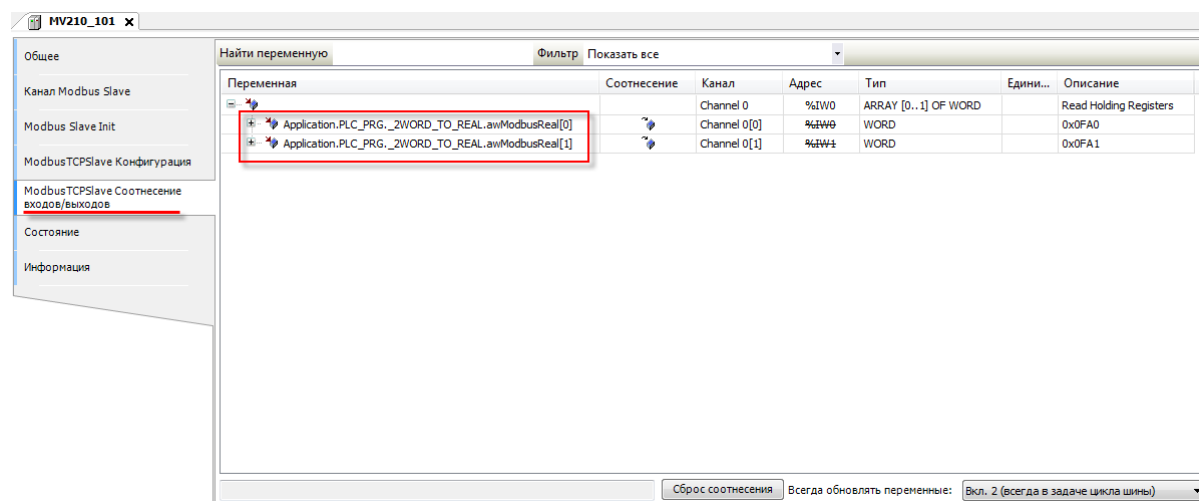 MV210_101 x
Общее
Канал Modbus Slave
Modbus Slave Init
ModbusTCPSlave Конфигурация
ModbusTCPSlave Соотнесение
входов/выходов
Состояние
Информация
Найти переменную Фильтр Показать все
Переменная Соотнесение Канал Адрес Тип Едини... Описание
Channel 0 %IW0 ARRAY [0..1] OF WORD Read Holding Registers
Application.PLC_PRG._2WORD_TO_REAL.awModbusReal[0] Channel 0[0] %IW0 WORD 0x0FA0
Application.PLC_PRG._2WORD_TO_REAL.awModbusReal[1] Channel 0[1] %IW1 WORD 0x0FA1
Сброс соотнесения Всегда обновлять переменные: Вкл. 2 (всегда в задаче цикла шины)